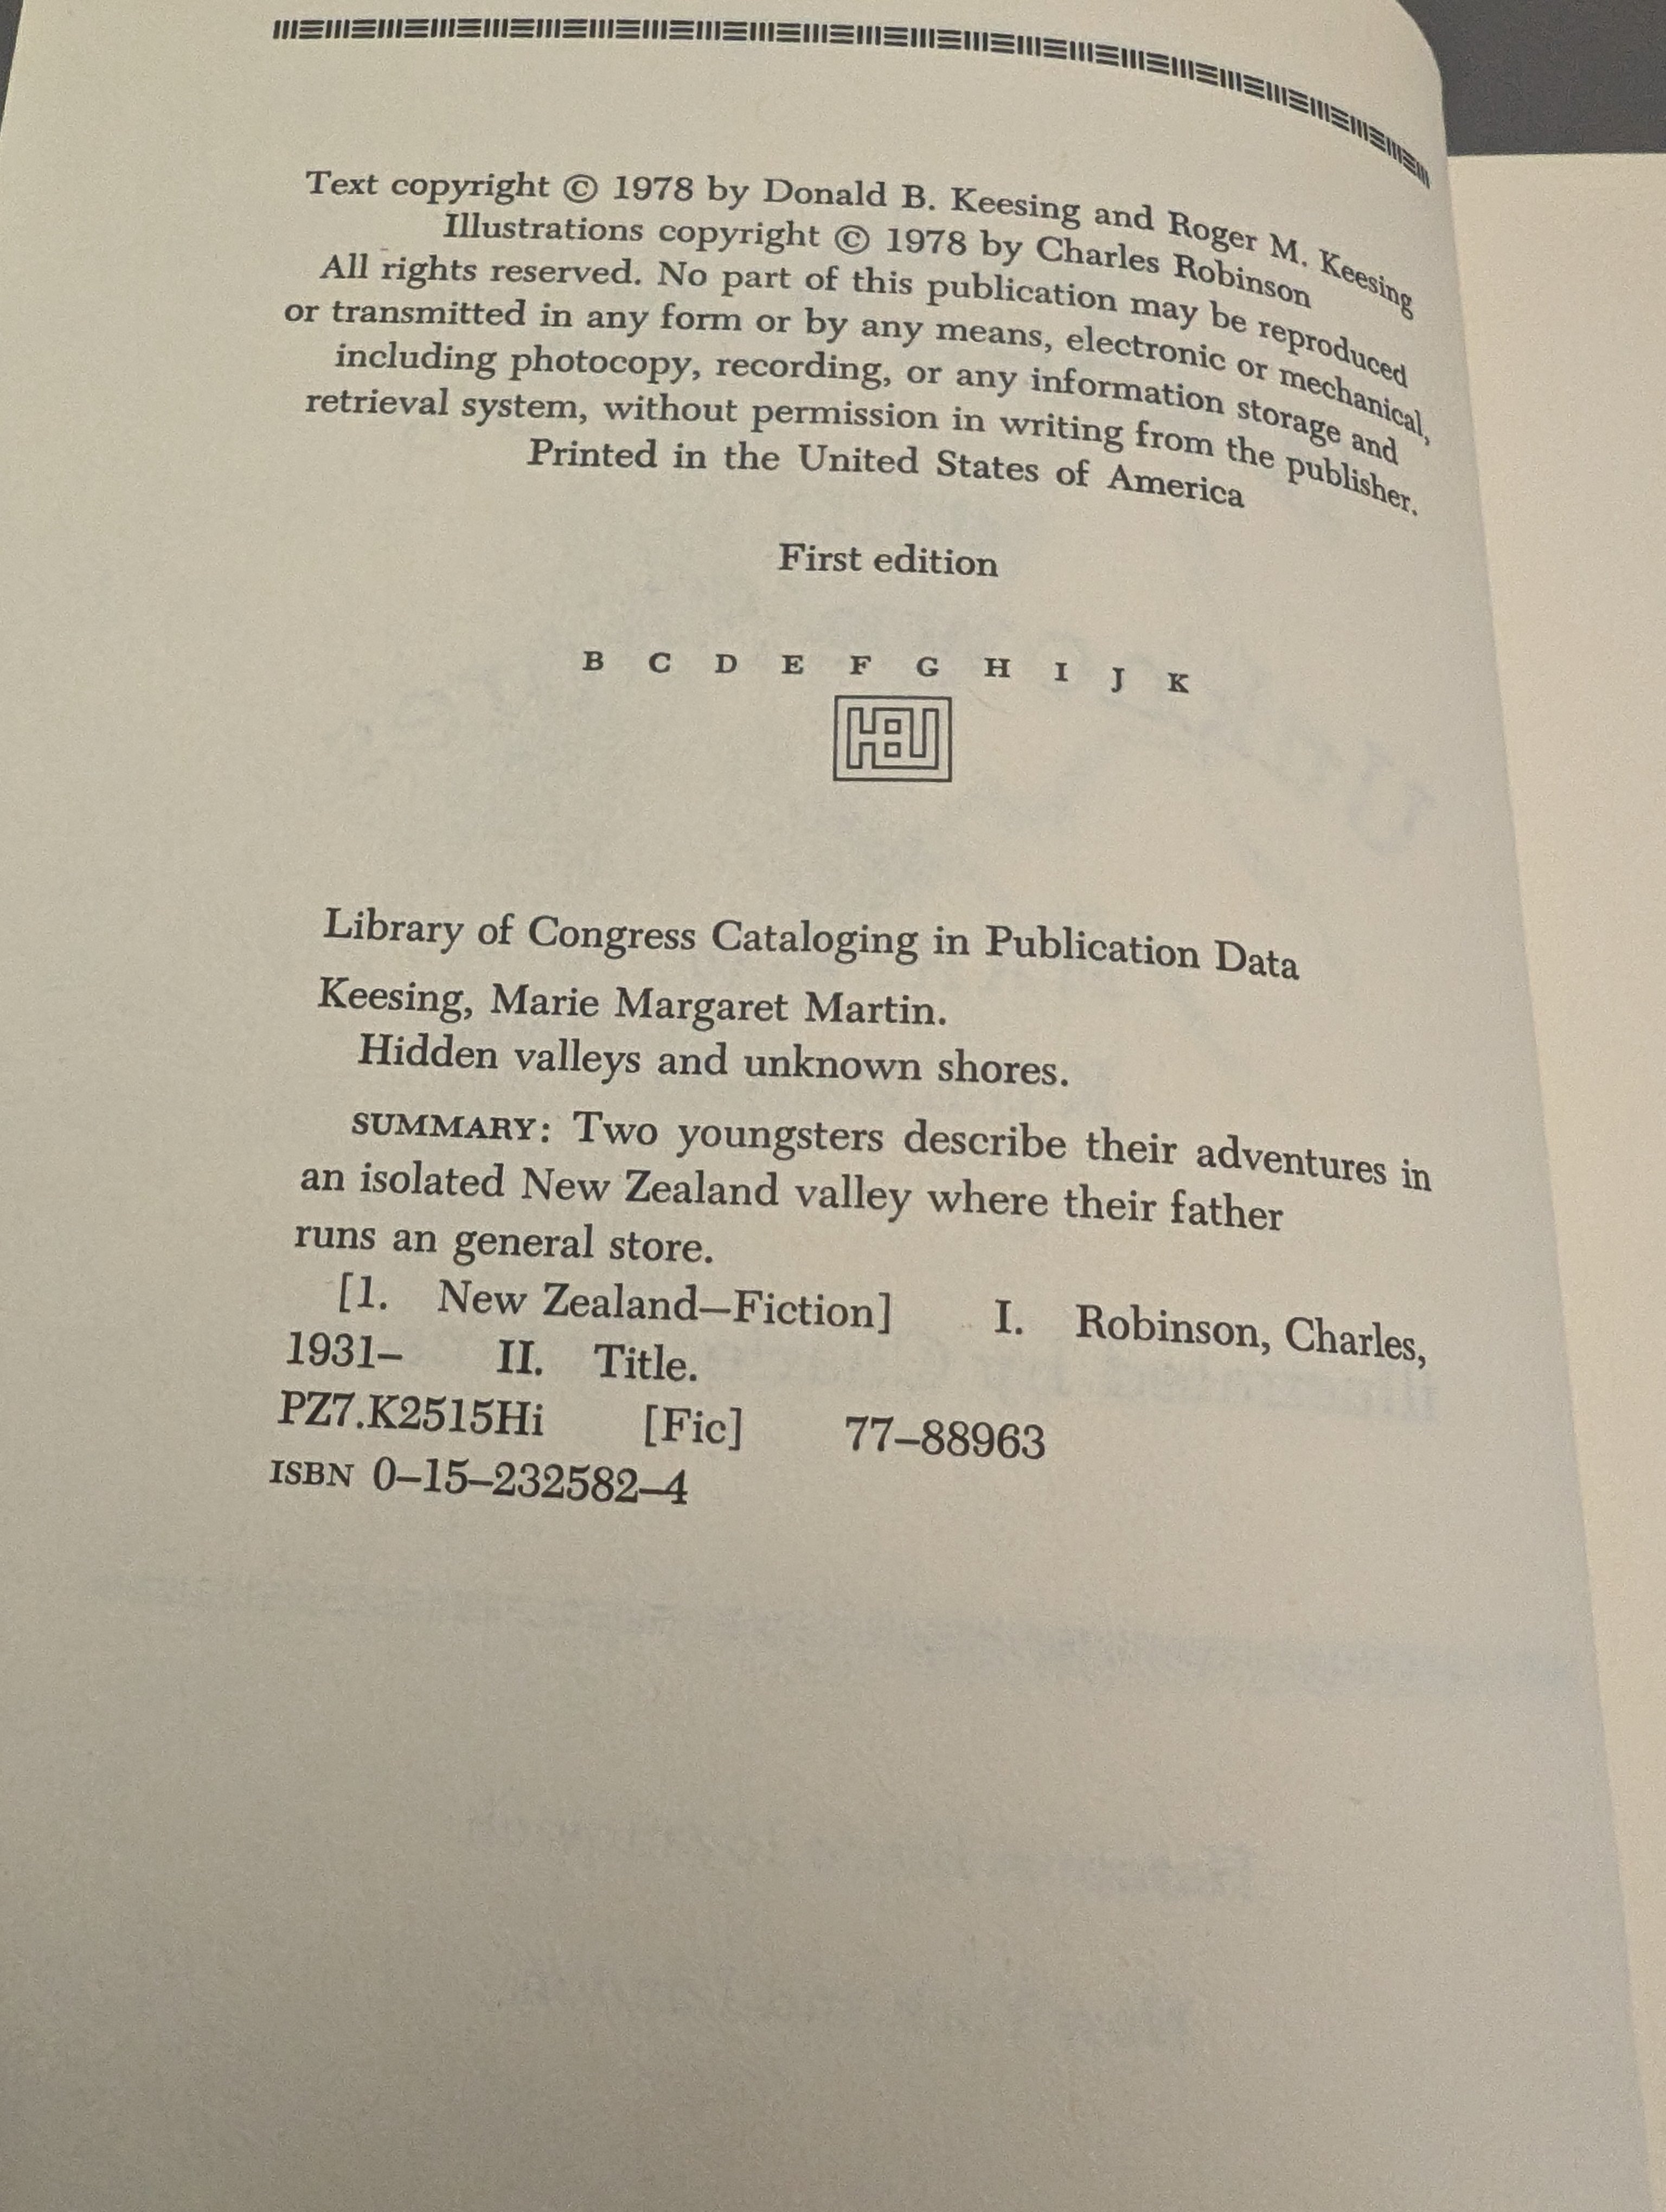 Text copyright © 1978 by Donald B. Keesing and Roger M. Keesing
Illustrations copyright © 1978 by Charles Robinson
All rights reserved. No part of this publication may be reproduced
or transmitted in any form or by any means, electronic or mechanical,
including photocopy, recording, or any information storage and
retrieval system, without permission in writing from the publisher.
Printed in the United States of America
First edition
B C D E F G H I J K
HBJ
Library of Congress Cataloging in Publication Data
Keesing, Marie Margaret Martin.
Hidden valleys and unknown shores.
SUMMARY: Two youngsters describe their adventures in
an isolated New Zealand valley where their father
runs an general store.
[1. New Zealand—Fiction] I. Robinson, Charles,
1931– II. Title.
PZ7.K2515Hi [Fic] 77–88963
ISBN 0–15–232582–4